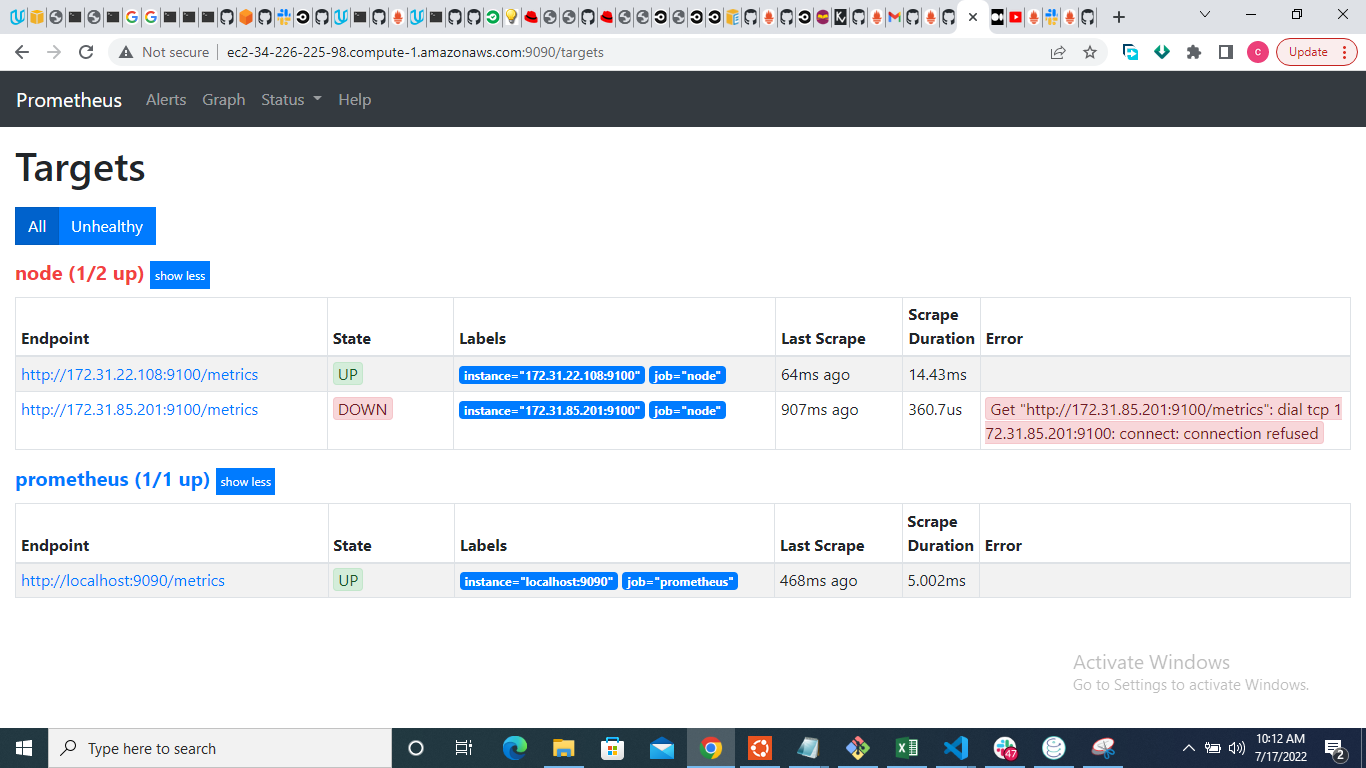 Not secure
ec2-34-226-225-98.compute-1.amazonaws.com:9090/targets
c
Update
Prometheus
Alerts
Graph
Status
Help
Targets
All
Unhealthy
node (1/2 up) show less
Endpoint State Labels Last Scrape Scrape Duration Error
http://172.31.22.108:9100/metrics UP instance="172.31.22.108:9100" job="node" 64ms ago 14.43ms
http://172.31.85.201:9100/metrics DOWN instance="172.31.85.201:9100" job="node" 907ms ago 360.7us Get "http://172.31.85.201:9100/metrics": dial tcp 1
72.31.85.201:9100: connect: connection refused
prometheus (1/1 up) show less
Endpoint State Labels Last Scrape Scrape Duration Error
http://localhost:9090/metrics UP instance="localhost:9090" job="prometheus" 468ms ago 5.002ms
Activate Windows
Go to Settings to activate Windows.
Type here to search
47
10:12 AM
7/17/2022
2